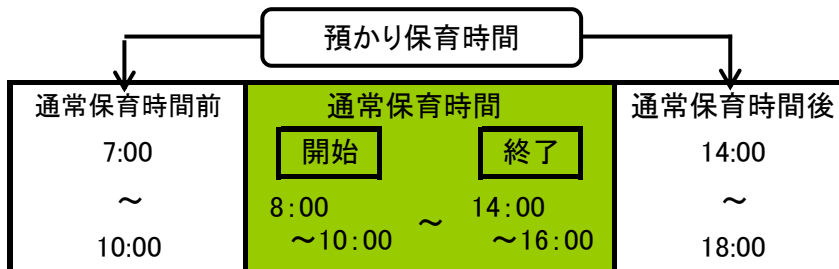 預かり保育時間
通常保育時間前
7:00
～
10:00
通常保育時間
開始
終了
8:00
～10:00
～
14:00
～16:00
通常保育時間後
14:00
～
18:00